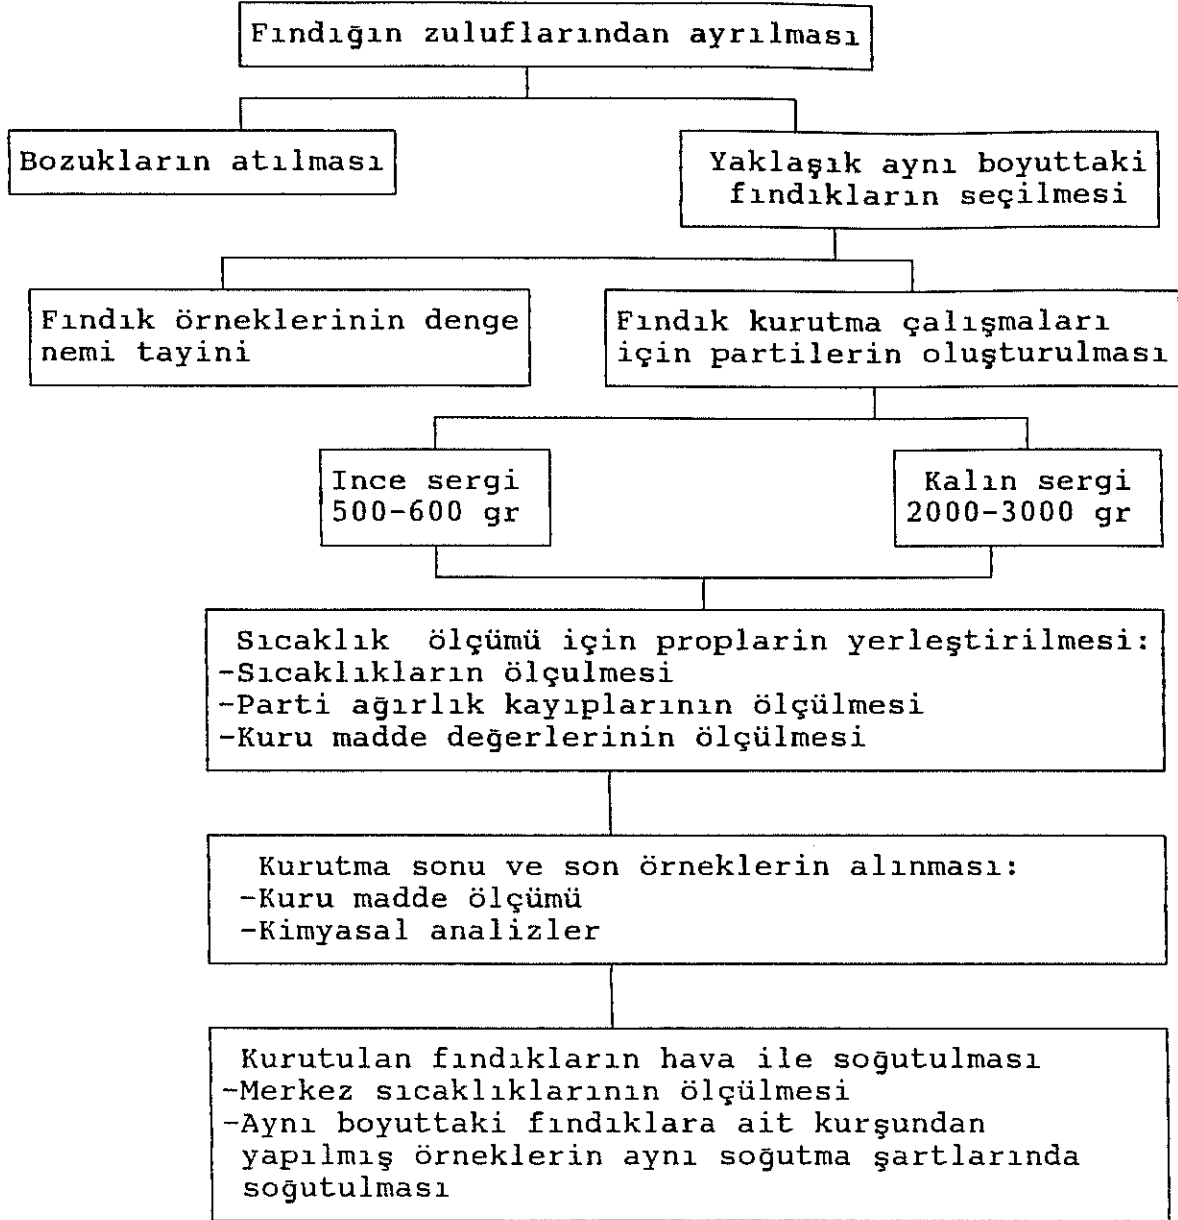 Fındığın zuluflarından ayrılması
Bozukların atılması
Yaklaşık aynı boyuttaki
fındıkların seçilmesi
Fındık örneklerinin denge
nemi tayini
Fındık kurutma çalışmaları
için partilerin oluşturulması
Ince sergi
500-600 gr
Kalın sergi
2000-3000 gr
Sıcaklık ölçümü için propların yerleştirilmesi:
-Sıcaklıkların ölçulmesi
-Parti ağırlık kayıplarının ölçülmesi
-Kuru madde değerlerinin ölçülmesi
Kurutma sonu ve son örneklerin alınması:
-Kuru madde ölçümü
-Kimyasal analizler
Kurutulan fındıkların hava ile soğutulması
-Merkez sıcaklıklarının ölçülmesi
-Aynı boyuttaki fındıklara ait kurşundan
yapılmış örneklerin aynı soğutma şartlarında
soğutulması